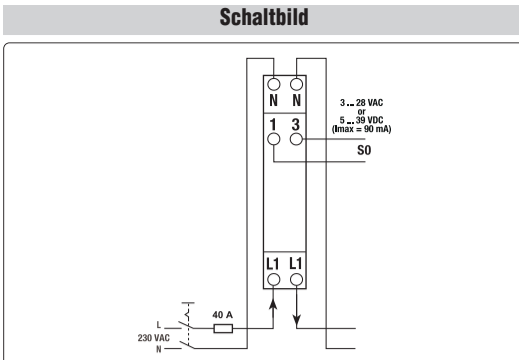 Schaltbild
N N
3 ... 28 VAC
or
5 ... 39 VDC
(Imax = 90 mA)
1 3
S0
L1 L1
40 A
L
230 VAC
N